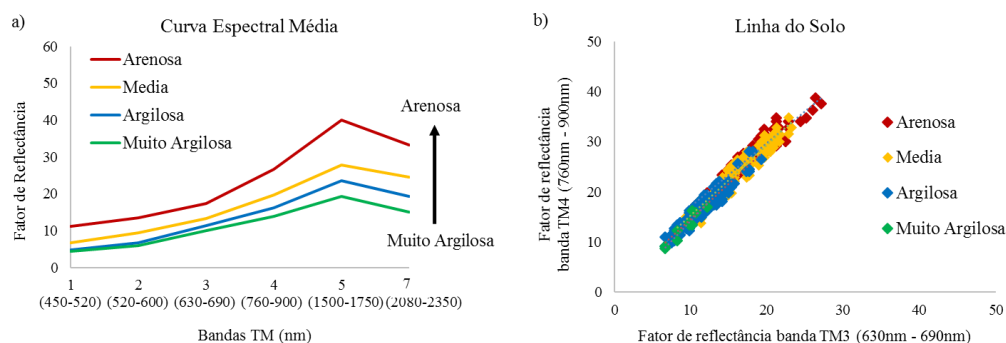 a)
Curva Espectral Média
Fator de Reflectância
60
50
40
30
20
10
0
Arenosa
Media
Argilosa
Muito Argilosa
Arenosa
Muito Argilosa
1 2 3 4 5 7
(450-520) (520-600) (630-690) (760-900) (1500-1750) (2080-2350)
Bandas TM (nm)
b)
Linha do Solo
Fator de reflectância
banda TM4 (760nm - 900nm)
50
40
30
20
10
0
0 10 20 30 40 50
Fator de reflectância banda TM3 (630nm - 690nm)
Arenosa
Media
Argilosa
Muito Argilosa